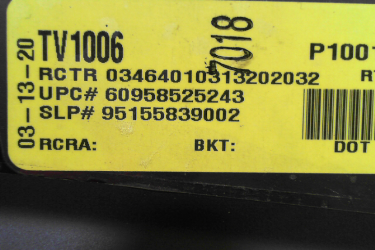 03-13-20
TV1006
7018
P1001
RCTR 03464010313202032
UPC# 60958525243
SLP# 95155839002
RCRA: BKT: DOT